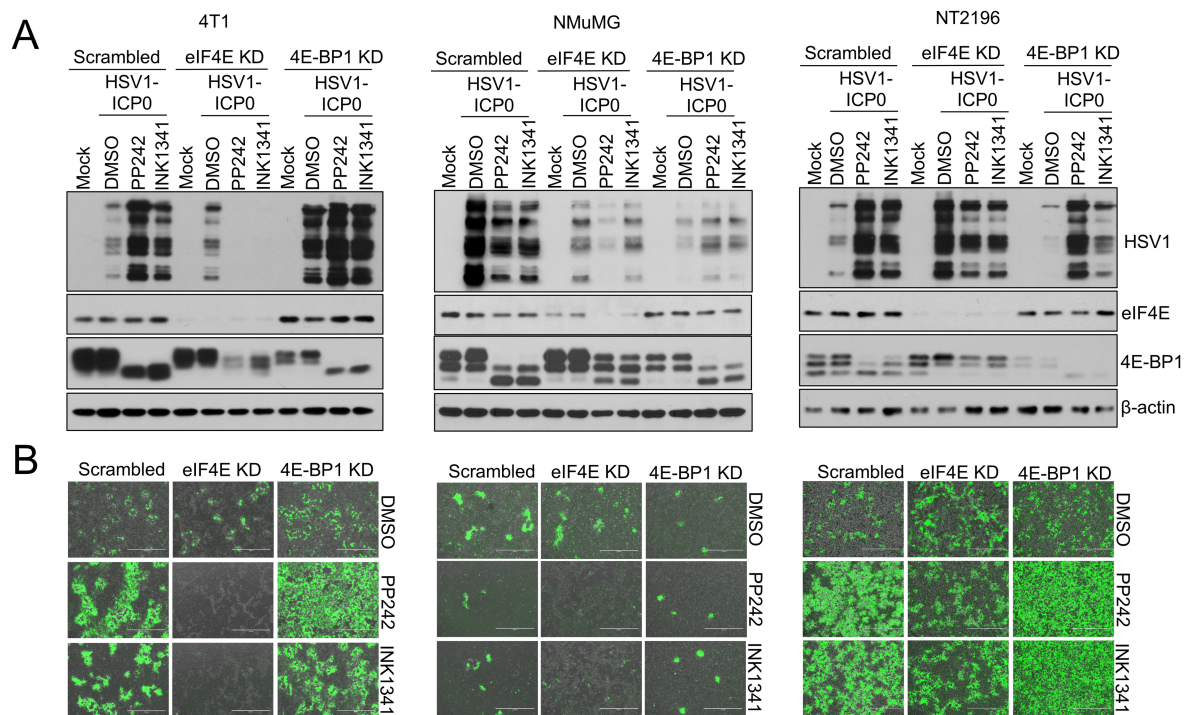 A
4T1
NMuMG
NT2196
Scrambled eIF4E KD 4E-BP1 KD
Scrambled eIF4E KD 4E-BP1 KD
Scrambled eIF4E KD 4E-BP1 KD
HSV1-ICP0 HSV1-ICP0 HSV1-ICP0
HSV1-ICP0 HSV1-ICP0 HSV1-ICP0
HSV1-ICP0 HSV1-ICP0 HSV1-ICP0
Mock DMSO PP242 INK1341 Mock DMSO PP242 INK1341 Mock DMSO PP242 INK1341
Mock DMSO PP242 INK1341 Mock DMSO PP242 INK1341 Mock DMSO PP242 INK1341
Mock DMSO PP242 INK1341 Mock DMSO PP242 INK1341 Mock DMSO PP242 INK1341
HSV1
eIF4E
4E-BP1
β-actin
B
Scrambled eIF4E KD 4E-BP1 KD
Scrambled eIF4E KD 4E-BP1 KD
Scrambled eIF4E KD 4E-BP1 KD
DMSO
DMSO
DMSO
PP242
PP242
PP242
INK1341
INK1341
INK1341